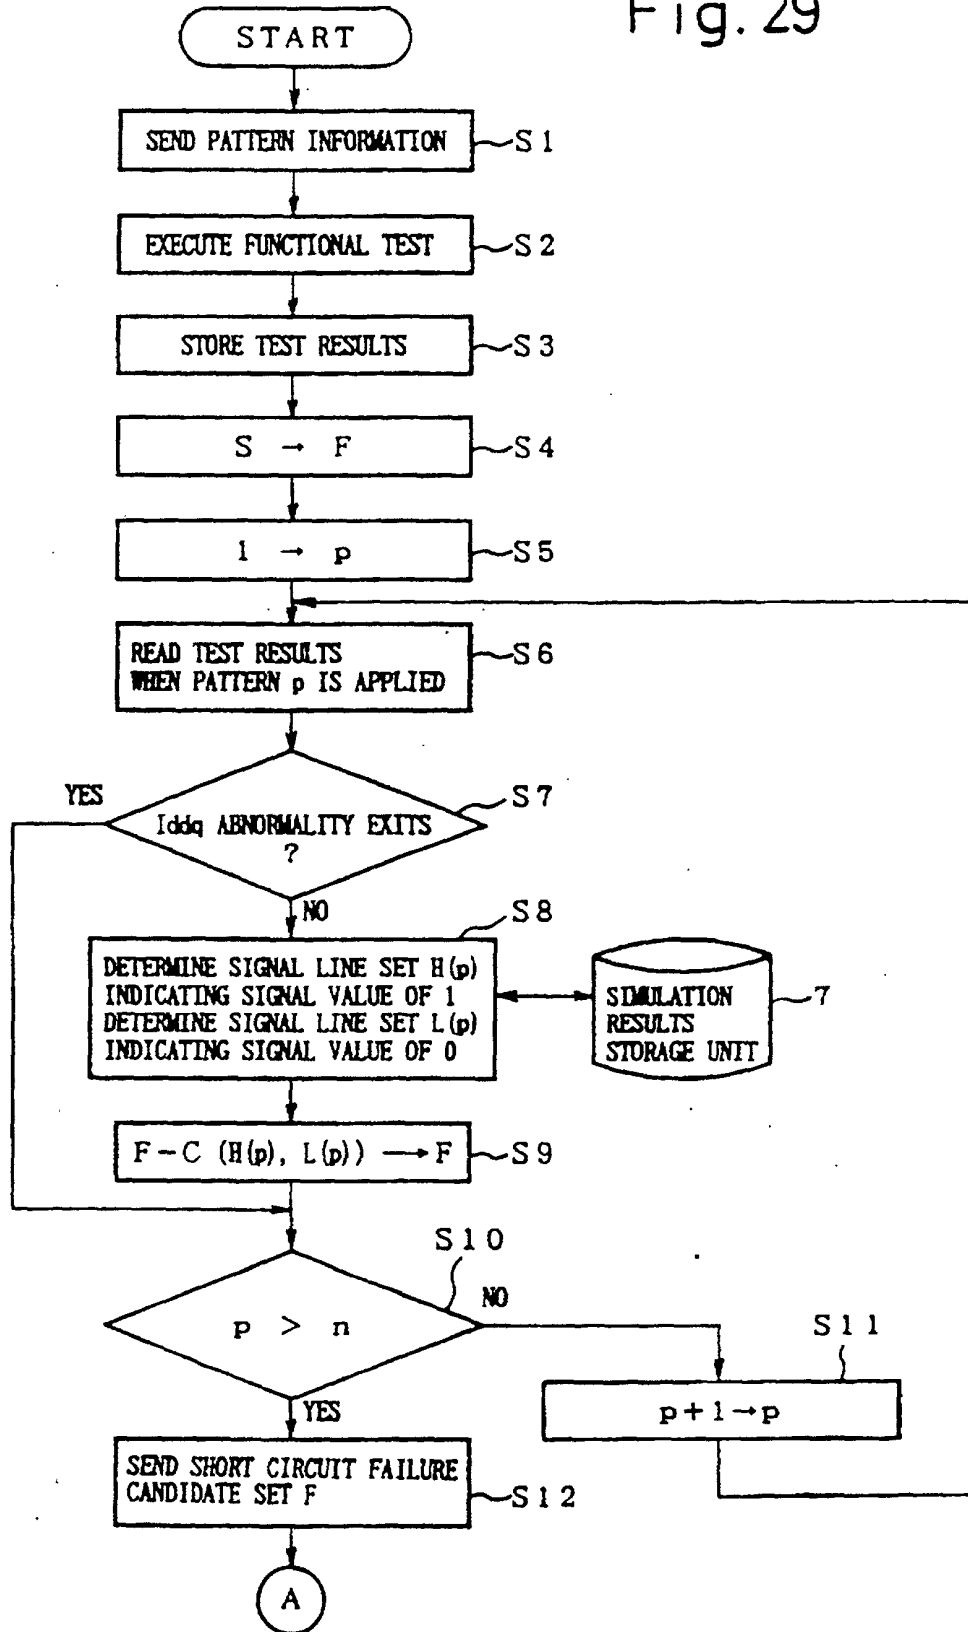 Fig. 29
START
SEND PATTERN INFORMATION
S1
EXECUTE FUNCTIONAL TEST
S2
STORE TEST RESULTS
S3
S → F
S4
1 → p
S5
READ TEST RESULTS
WHEN PATTERN p IS APPLIED
S6
YES
S7
Iddq ABNORMALITY EXITS
?
NO
S8
DETERMINE SIGNAL LINE SET H(p)
INDICATING SIGNAL VALUE OF 1
DETERMINE SIGNAL LINE SET L(p)
INDICATING SIGNAL VALUE OF 0
SIMULATION
RESULTS
STORAGE UNIT
7
F-C (H(p), L(p)) → F
S9
S10
p > n
NO
S11
p+1→p
YES
SEND SHORT CIRCUIT FAILURE
CANDIDATE SET F
S12
A